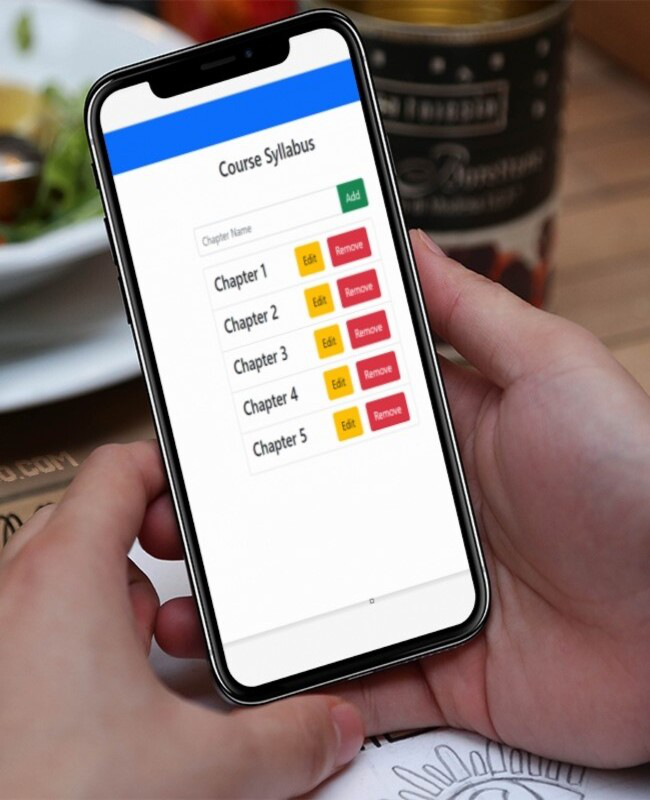 Course Syllabus
Chapter Name Add
Chapter 1 Edit Remove
Chapter 2 Edit Remove
Chapter 3 Edit Remove
Chapter 4 Edit Remove
Chapter 5 Edit Remove
O.COM